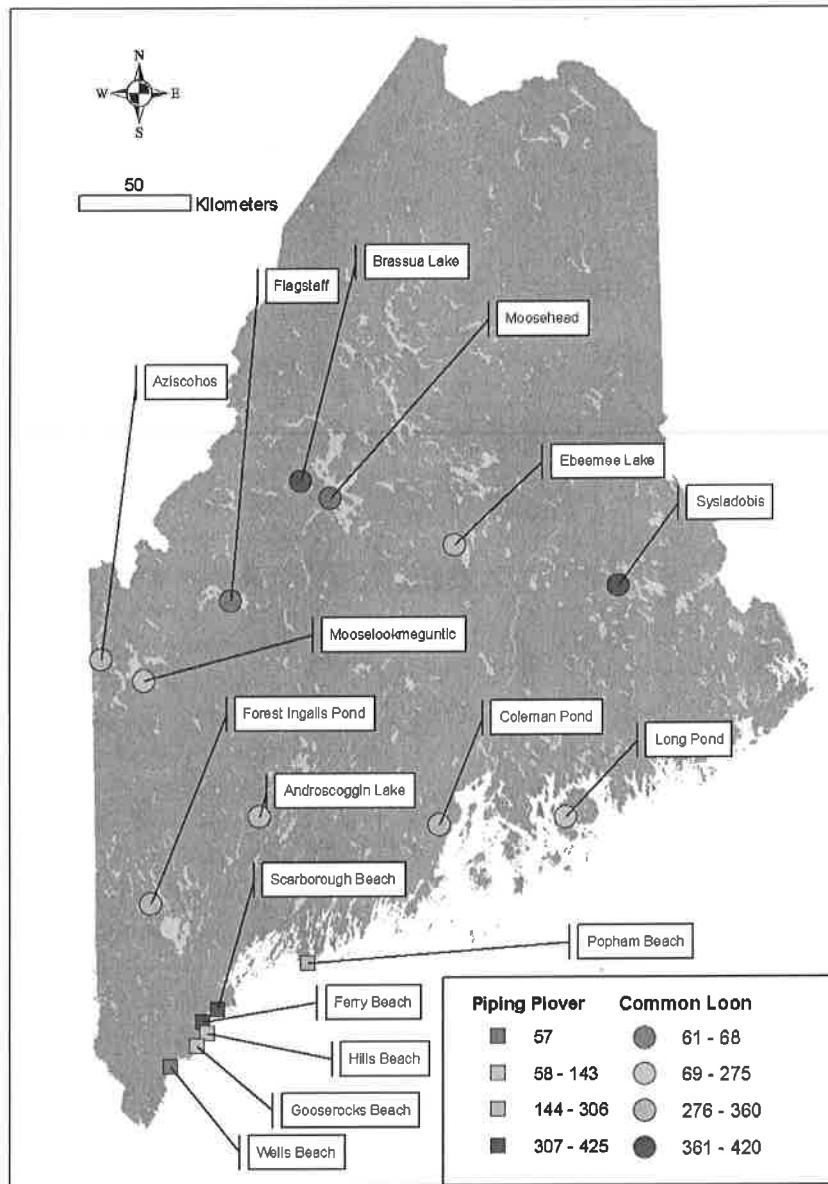 N
W E
S
50
Kilometers
Brassua Lake
Flagstaff
Moosehead
Aziscohos
Ebeemee Lake
Sysladobis
Mooselookmeguntic
Forest Ingalls Pond
Coleman Pond
Long Pond
Androscoggin Lake
Scarborough Beach
Popham Beach
Ferry Beach
Hills Beach
Gooserocks Beach
Wells Beach
Piping Plover Common Loon
57 61 - 68
58 - 143 69 - 275
144 - 306 276 - 360
307 - 425 361 - 420